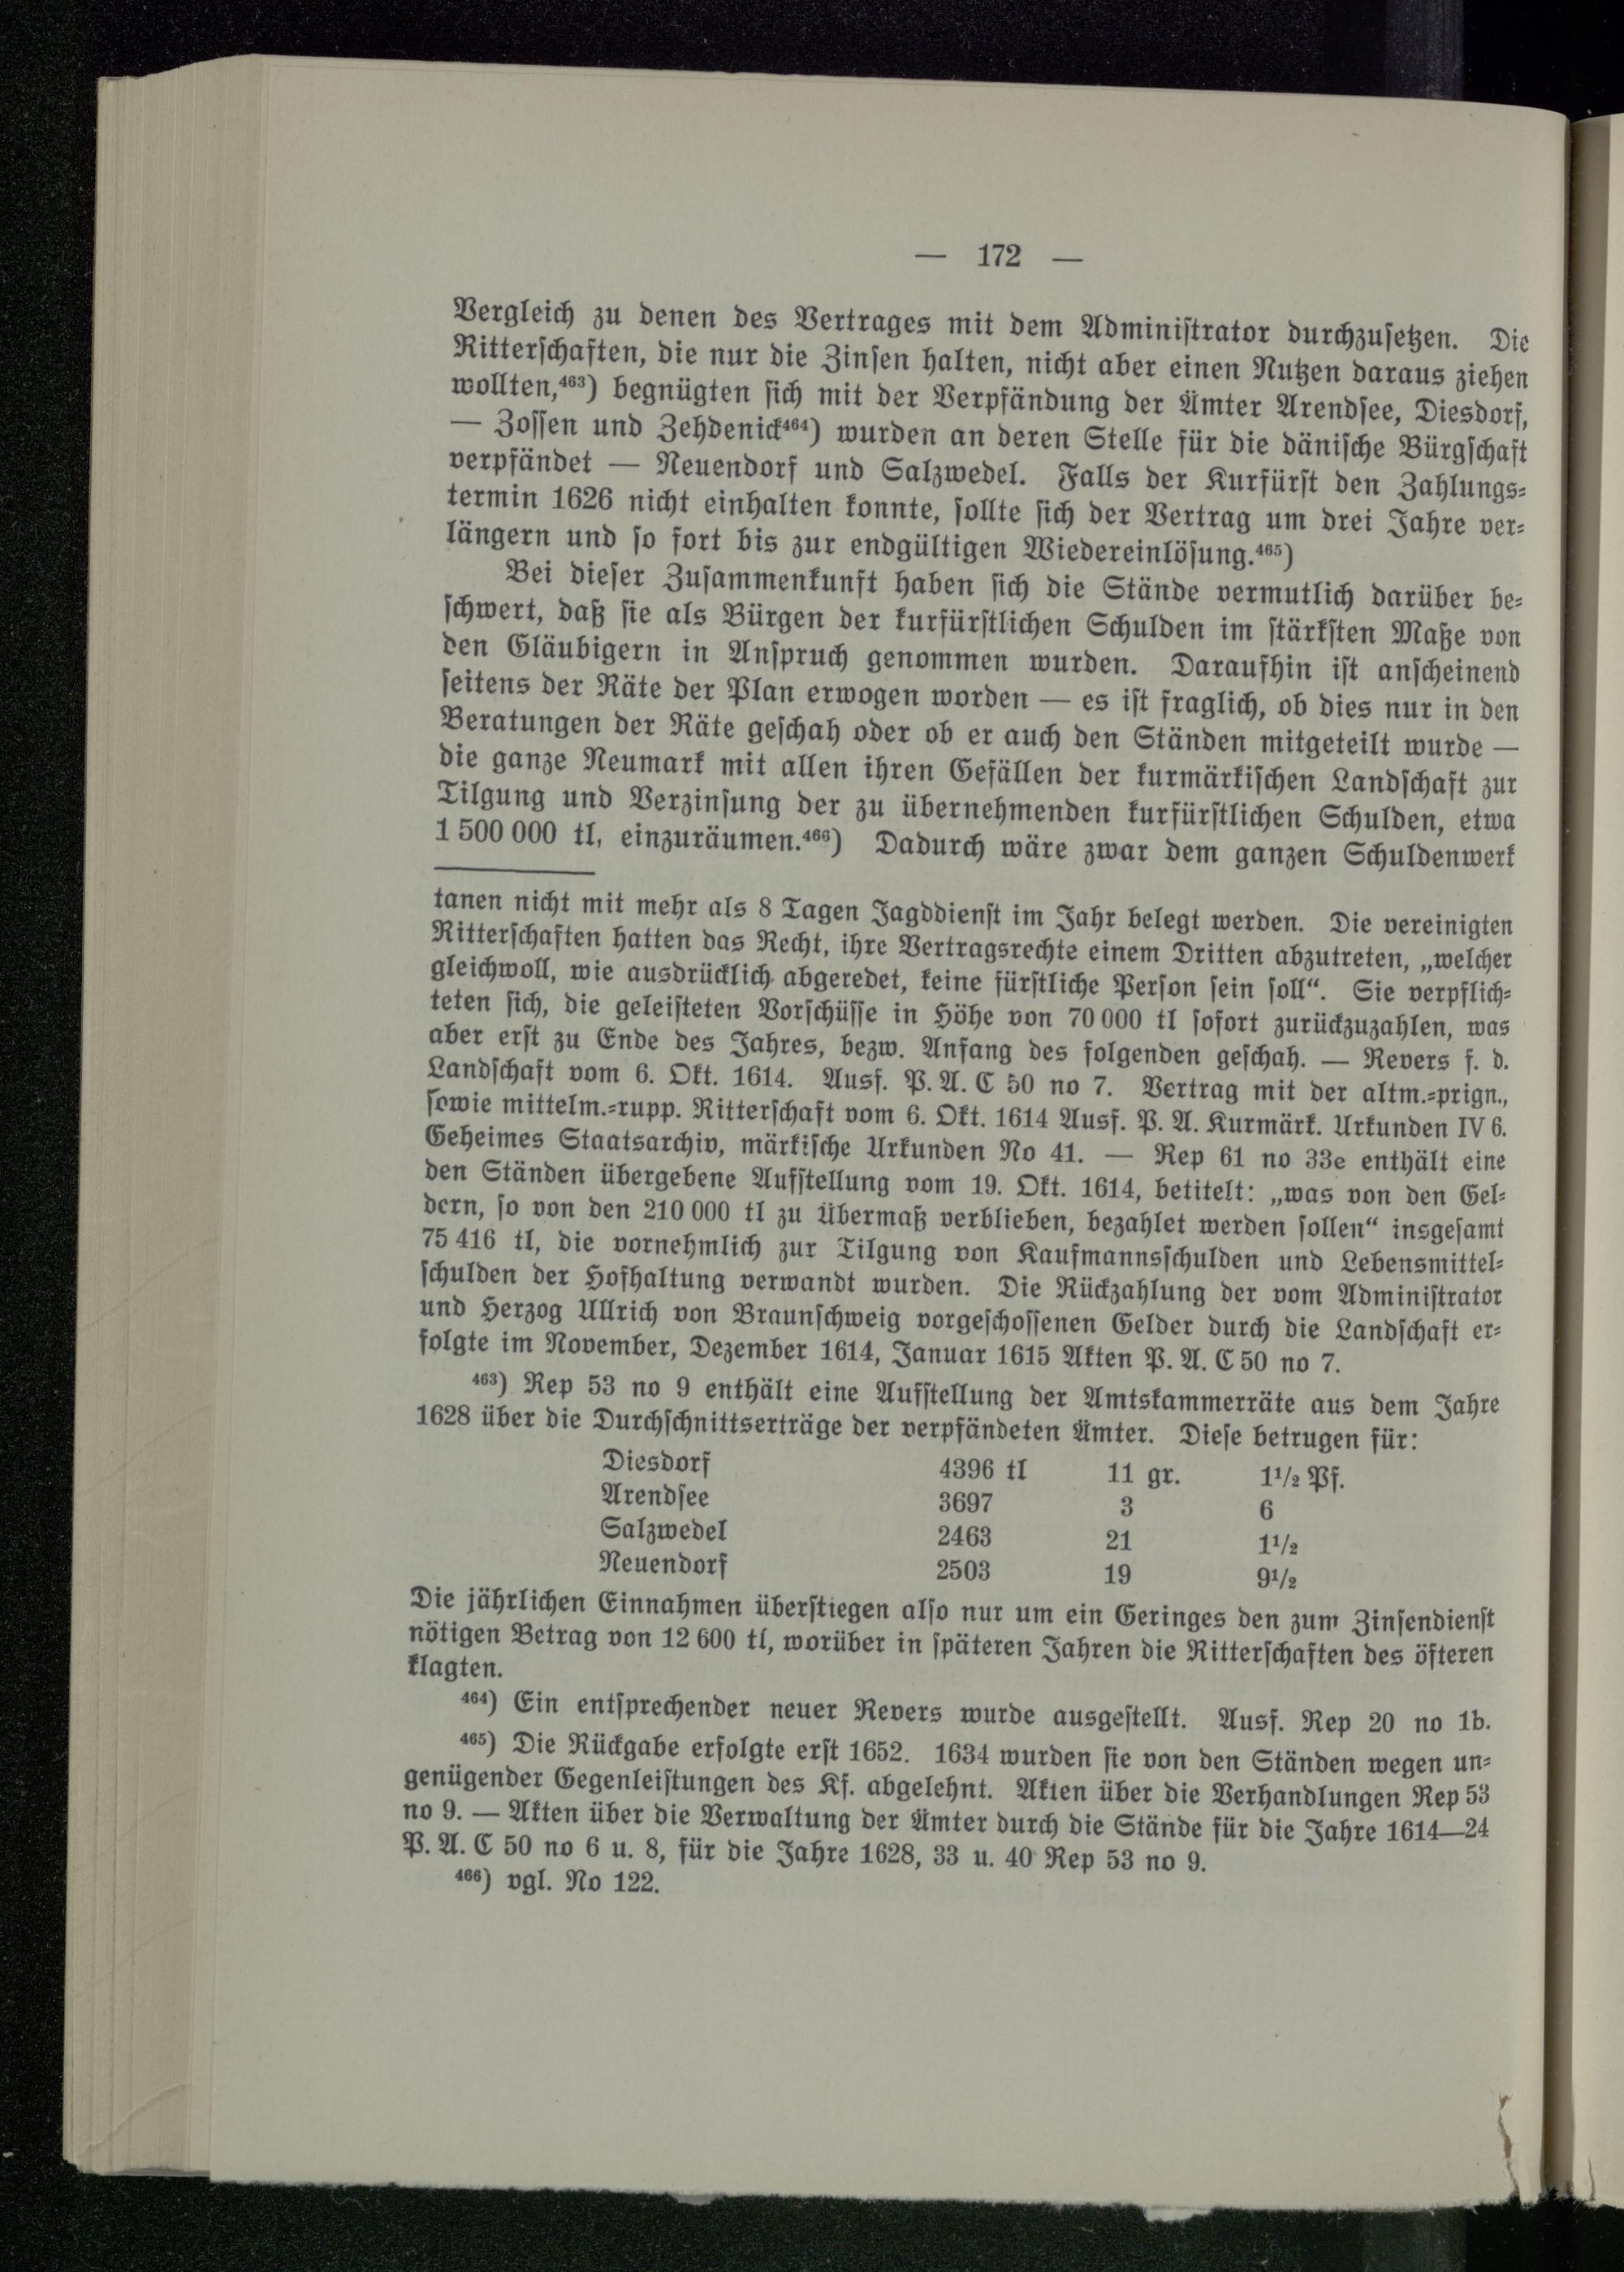 — 172 —
Vergleich zu denen des Vertrages mit dem Adminiſtrator durchzuſetzen. Die
Ritterſchaften, die nur die Zinſen halten, nicht aber einen Nutzen daraus ziehen
wollten,⁴⁶³) begnügten ſich mit der Verpfändung der Ämter Arendſee, Diesdorf,
— Zoſſen und Zehdenick⁴⁶⁴) wurden an deren Stelle für die däniſche Bürgſchaft
verpfändet — Neuendorf und Salzwedel. Falls der Kurfürſt den Zahlungs⸗
termin 1626 nicht einhalten konnte, ſollte ſich der Vertrag um drei Jahre ver⸗
längern und ſo fort bis zur endgültigen Wiedereinlöſung.⁴⁶⁵)
Bei dieſer Zuſammenkunft haben ſich die Stände vermutlich darüber be⸗
ſchwert, daß ſie als Bürgen der kurfürſtlichen Schulden im ſtärkſten Maße von
den Gläubigern in Anſpruch genommen wurden. Daraufhin iſt anſcheinend
ſeitens der Räte der Plan erwogen worden — es iſt fraglich, ob dies nur in den
Beratungen der Räte geſchah oder ob er auch den Ständen mitgeteilt wurde —
die ganze Neumark mit allen ihren Gefällen der kurmärkiſchen Landſchaft zur
Tilgung und Verzinſung der zu übernehmenden kurfürſtlichen Schulden, etwa
1 500 000 tl, einzuräumen.⁴⁶⁶) Dadurch wäre zwar dem ganzen Schuldenwerk
tanen nicht mit mehr als 8 Tagen Jagddienſt im Jahr belegt werden. Die vereinigten
Ritterſchaften hatten das Recht, ihre Vertragsrechte einem Dritten abzutreten, „welcher
gleichwoll, wie ausdrücklich abgeredet, keine fürſtliche Perſon ſein ſoll“. Sie verpflich⸗
teten ſich, die geleiſteten Vorſchüſſe in Höhe von 70 000 tl ſofort zurückzuzahlen, was
aber erſt zu Ende des Jahres, bezw. Anfang des folgenden geſchah. — Revers f. d.
Landſchaft vom 6. Okt. 1614. Ausf. P. A. C 50 no 7. Vertrag mit der altm.⸗prign.,
ſowie mittelm.⸗rupp. Ritterſchaft vom 6. Okt. 1614 Ausf. P. A. Kurmärk. Urkunden IV 6.
Geheimes Staatsarchiv, märkiſche Urkunden No 41. — Rep 61 no 33e enthält eine
den Ständen übergebene Aufſtellung vom 19. Okt. 1614, betitelt: „was von den Gel⸗
dern, ſo von den 210 000 tl zu Übermaß verblieben, bezahlet werden ſollen“ insgeſamt
75 416 tl, die vornehmlich zur Tilgung von Kaufmannsſchulden und Lebensmittel⸗
ſchulden der Hofhaltung verwandt wurden. Die Rückzahlung der vom Adminiſtrator
und Herzog Ullrich von Braunſchweig vorgeſchoſſenen Gelder durch die Landſchaft er⸗
folgte im November, Dezember 1614, Januar 1615 Akten P. A. C 50 no 7.
⁴⁶³) Rep 53 no 9 enthält eine Aufſtellung der Amtskammerräte aus dem Jahre
1628 über die Durchſchnittserträge der verpfändeten Ämter. Dieſe betrugen für:
Diesdorf 4396 tl 11 gr. 1¹/₂ Pf.
Arendſee 3697 3 6
Salzwedel 2463 21 1¹/₂
Neuendorf 2503 19 9¹/₂
Die jährlichen Einnahmen überſtiegen alſo nur um ein Geringes den zum Zinſendienſt
nötigen Betrag von 12 600 tl, worüber in ſpäteren Jahren die Ritterſchaften des öfteren
klagten.
⁴⁶⁴) Ein entſprechender neuer Revers wurde ausgeſtellt. Ausf. Rep 20 no 1b.
⁴⁶⁵) Die Rückgabe erfolgte erſt 1652. 1634 wurden ſie von den Ständen wegen un⸗
genügender Gegenleiſtungen des Kf. abgelehnt. Akten über die Verhandlungen Rep 53
no 9. — Akten über die Verwaltung der Ämter durch die Stände für die Jahre 1614—24
P. A. C 50 no 6 u. 8, für die Jahre 1628, 33 u. 40 Rep 53 no 9.
⁴⁶⁶) vgl. No 122.